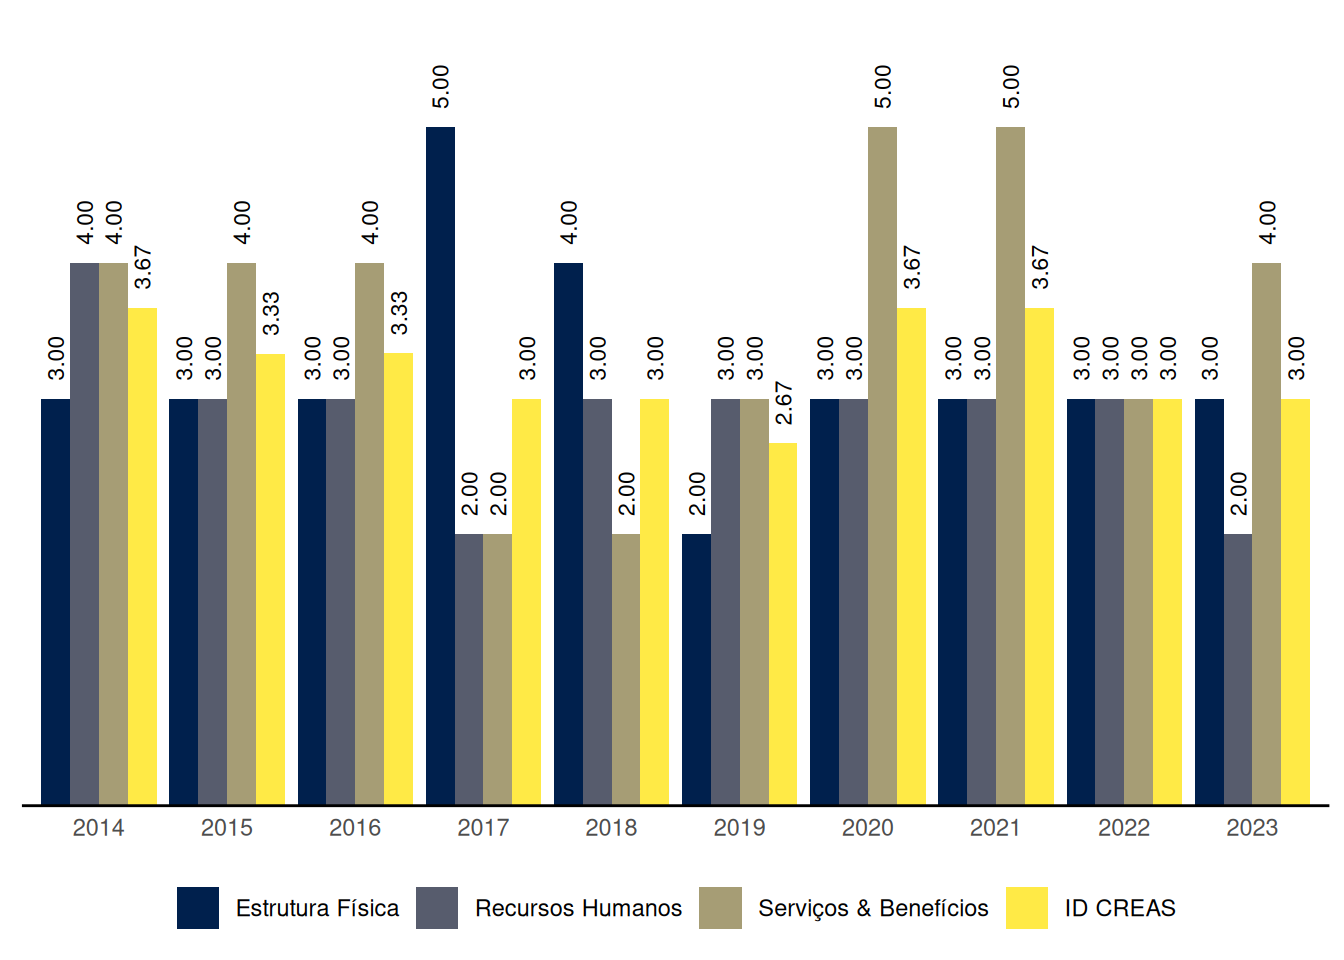 5.00 5.00 5.00
4.00 4.00 4.00 4.00 4.00 4.00
3.67 3.67 3.67
3.33 3.33
3.00 3.00 3.00 3.00 3.00 3.00 3.00 3.00 3.00 3.00 3.00 3.00 3.00 3.00 3.00 3.00 3.00 3.00 3.00 3.00
2.67
2.00 2.00 2.00 2.00 2.00
2014 2015 2016 2017 2018 2019 2020 2021 2022 2023
Estrutura Física Recursos Humanos Serviços & Benefícios ID CREAS